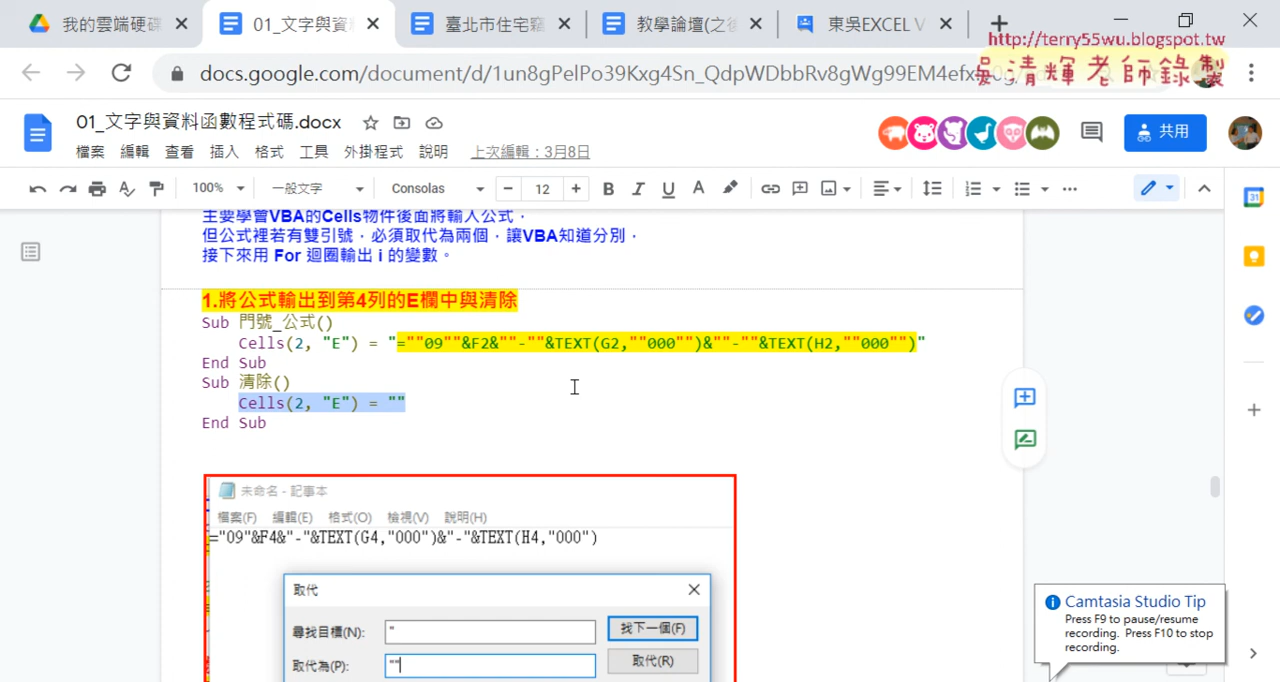 我的雲端硬碟
01_文字與資料
臺北市住宅竊
教學論壇(之後
東吳EXCEL V
http://terry55wu.blogspot.tw
docs.google.com/document/d/1un8gPelPo39Kxg4Sn_QdpWDbbRv8gWg99EM4efx
吳清輝老師錄製
01_文字與資料函數程式碼.docx
共用
檔案 編輯 查看 插入 格式 工具 外掛程式 說明 上次編輯：3月8日
100% 一般文字 Consolas − 12 + B I U A
31
主要學會VBA的Cells物件後面將輸入公式，
但公式裡若有雙引號，必須取代為兩個，讓VBA知道分別，
接下來用 For 迴圈輸出 i 的變數。
1.將公式輸出到第4列的E欄中與清除
Sub 門號_公式()
Cells(2, "E") = "=""09""&F2&""-""&TEXT(G2,""000"")&""-""&TEXT(H2,""000"")"
End Sub
Sub 清除()
Cells(2, "E") = ""
End Sub
未命名 - 記事本
檔案(F) 編輯(E) 格式(O) 檢視(V) 說明(H)
="09"&F4&"-"&TEXT(G4,"000")&"-"&TEXT(H4,"000")
取代
尋找目標(N): " 找下一個(F)
取代為(P): "" 取代(R)
Camtasia Studio Tip
Press F9 to pause/resume
recording. Press F10 to stop
recording.